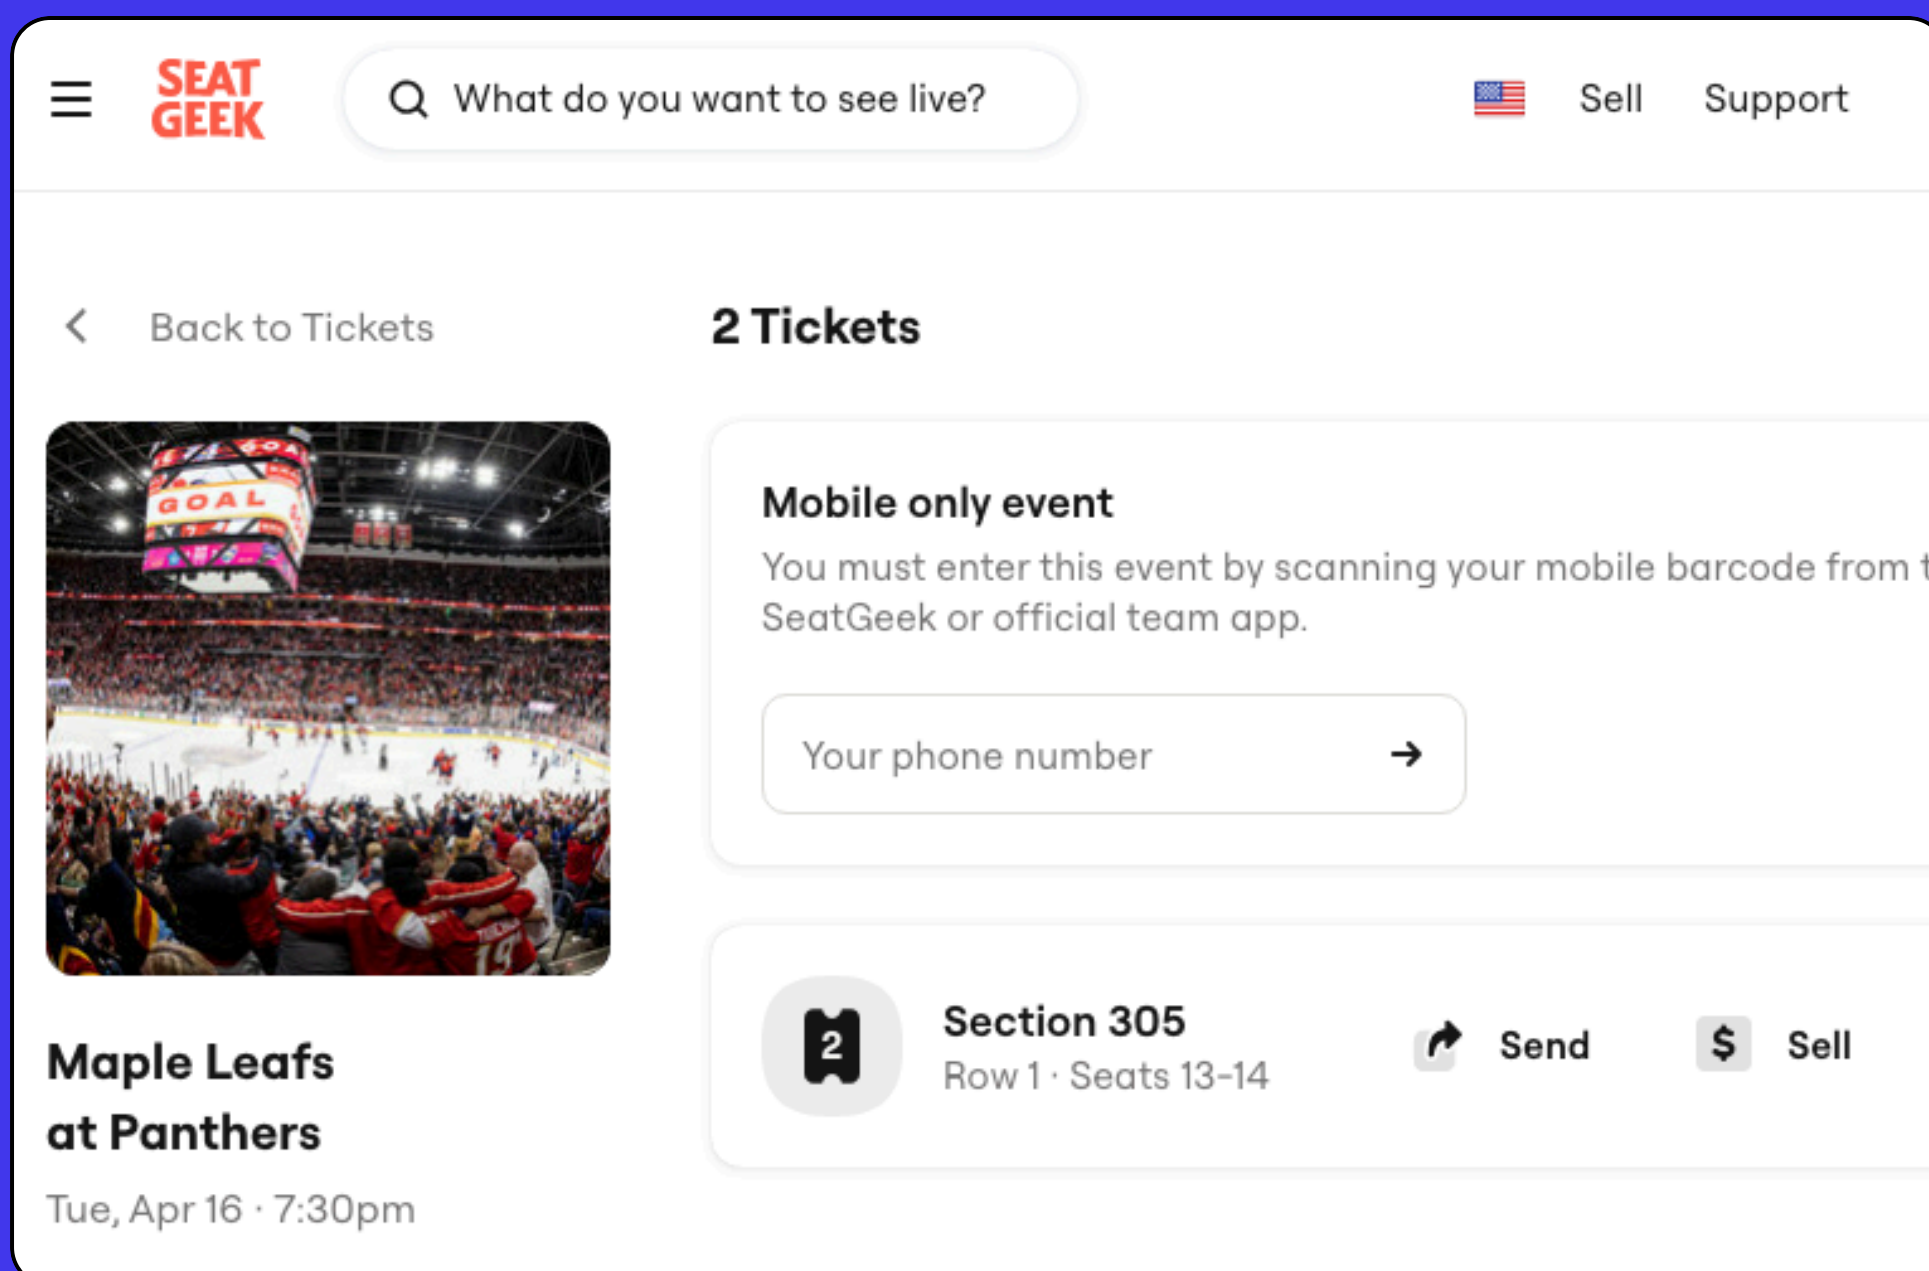 SEAT
GEEK
What do you want to see live?
Sell
Support
Back to Tickets
2 Tickets
GOAL
Mobile only event
You must enter this event by scanning your mobile barcode from t
SeatGeek or official team app.
Your phone number
2
Section 305
Row 1 · Seats 13-14
Send
$
Sell
19
Maple Leafs
at Panthers
Tue, Apr 16 · 7:30pm